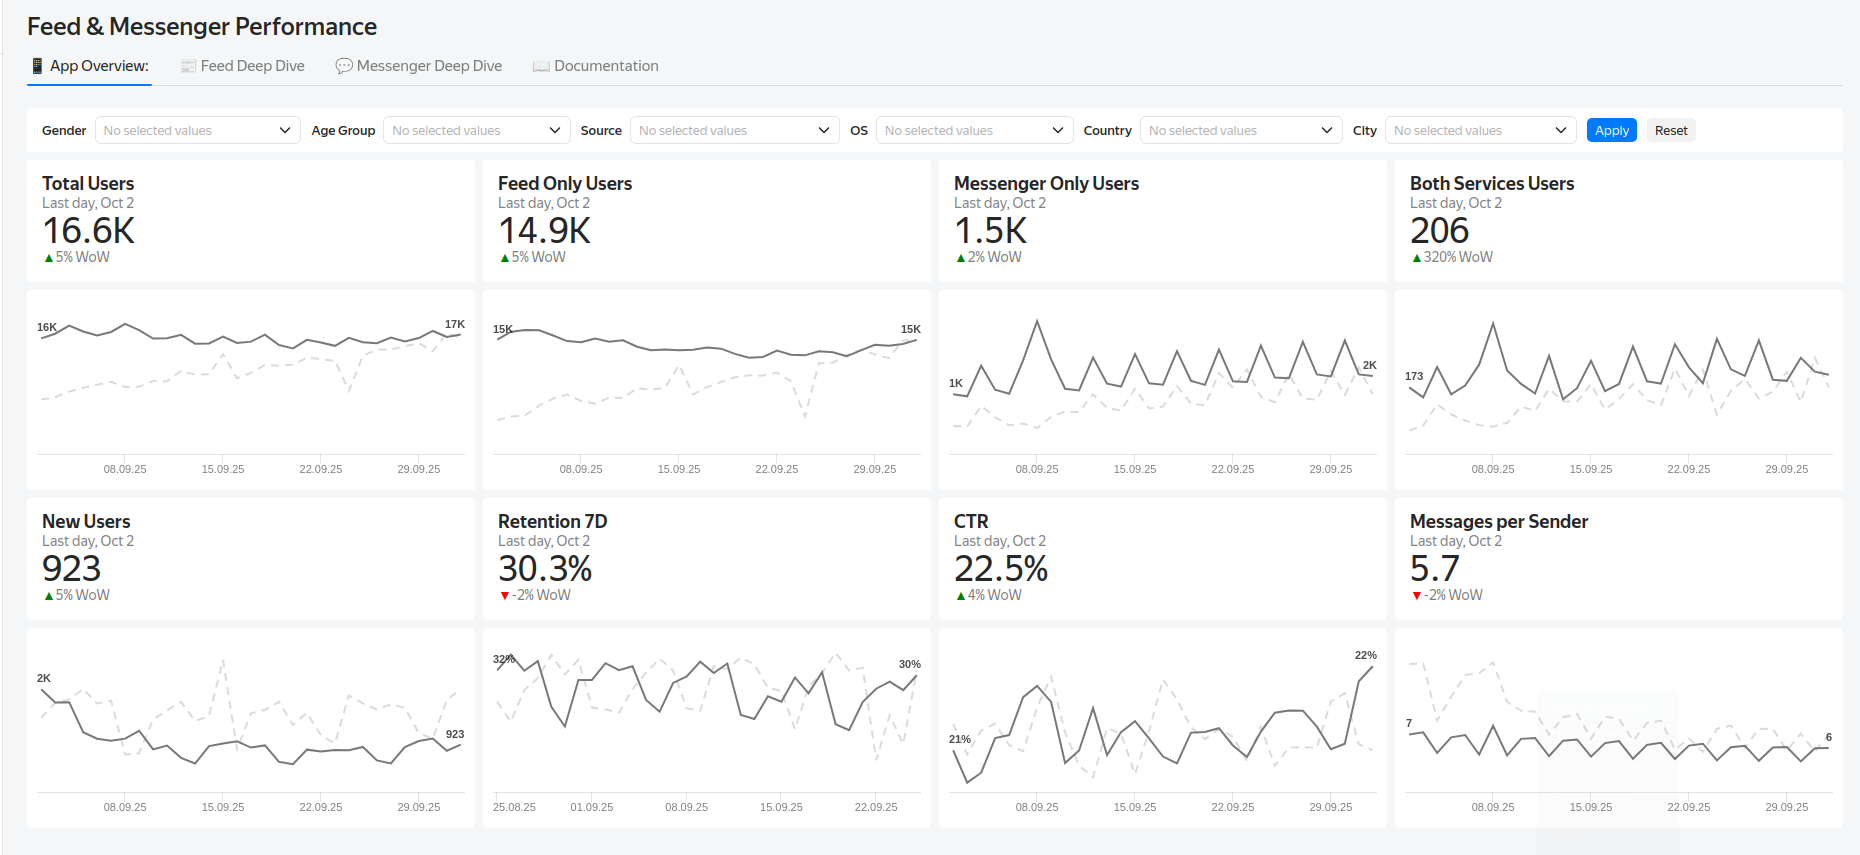 Feed & Messenger Performance
📱 App Overview: 📰 Feed Deep Dive 💬 Messenger Deep Dive 📖 Documentation
Gender No selected values Age Group No selected values Source No selected values OS No selected values Country No selected values City No selected values Apply Reset
Total Users
Last day, Oct 2
16.6K
▲5% WoW
Feed Only Users
Last day, Oct 2
14.9K
▲5% WoW
Messenger Only Users
Last day, Oct 2
1.5K
▲2% WoW
Both Services Users
Last day, Oct 2
206
▲320% WoW
16K 17K
08.09.25 15.09.25 22.09.25 29.09.25
15K 15K
08.09.25 15.09.25 22.09.25 29.09.25
1K 2K
08.09.25 15.09.25 22.09.25 29.09.25
173
08.09.25 15.09.25 22.09.25 29.09.25
New Users
Last day, Oct 2
923
▲5% WoW
Retention 7D
Last day, Oct 2
30.3%
▼-2% WoW
CTR
Last day, Oct 2
22.5%
▲4% WoW
Messages per Sender
Last day, Oct 2
5.7
▼-2% WoW
2K 923
08.09.25 15.09.25 22.09.25 29.09.25
32% 30%
25.08.25 01.09.25 08.09.25 15.09.25 22.09.25
21% 22%
08.09.25 15.09.25 22.09.25 29.09.25
7 6
08.09.25 15.09.25 22.09.25 29.09.25